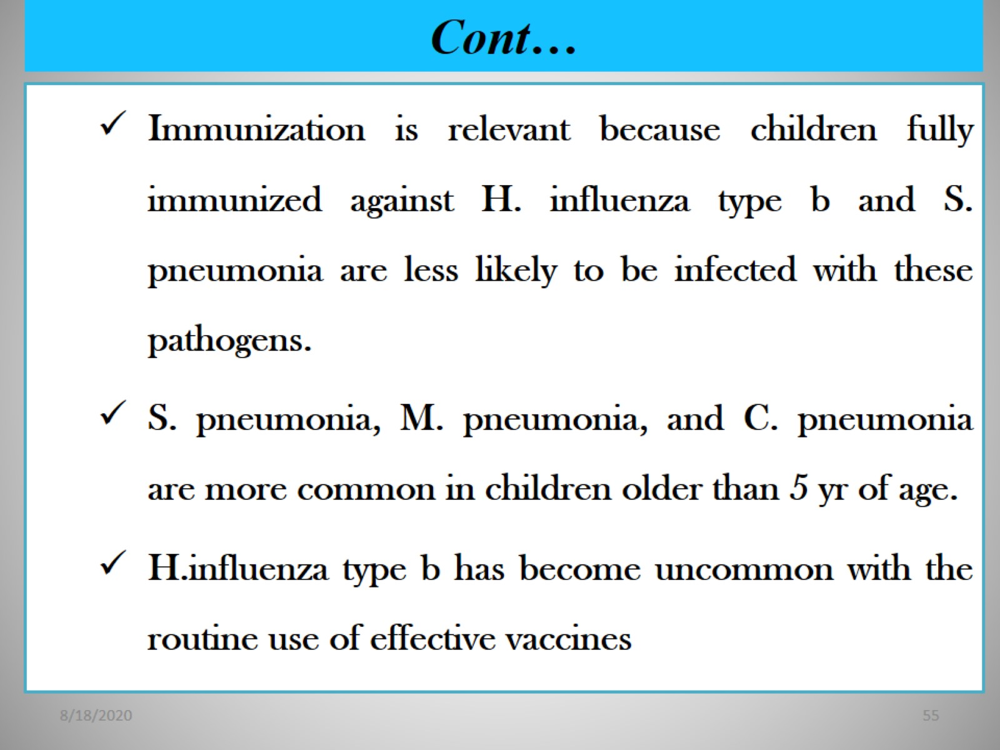 Cont…
✓ Immunization is relevant because children fully
immunized against H. influenza type b and S.
pneumonia are less likely to be infected with these
pathogens.
✓ S. pneumonia, M. pneumonia, and C. pneumonia
are more common in children older than 5 yr of age.
✓ H.influenza type b has become uncommon with the
routine use of effective vaccines
8/18/2020
55